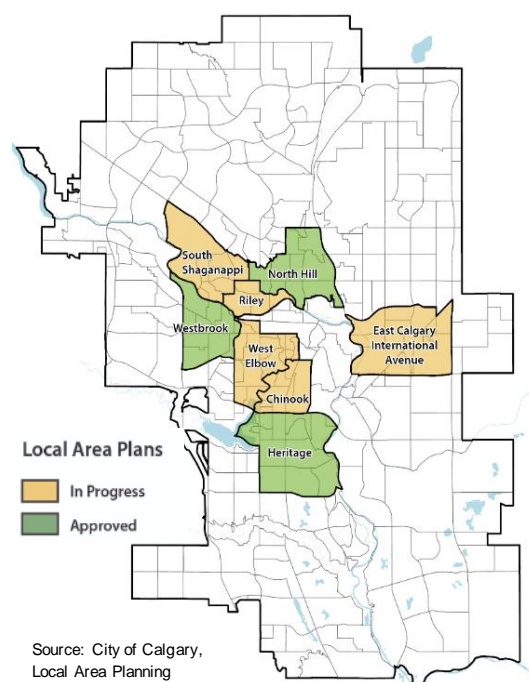 South
Shaganappi
North Hill
Riley
Westbrook
East Calgary
International
Avenue
West
Elbow
Chinook
Heritage
Local Area Plans
In Progress
Approved
Source: City of Calgary,
Local Area Planning